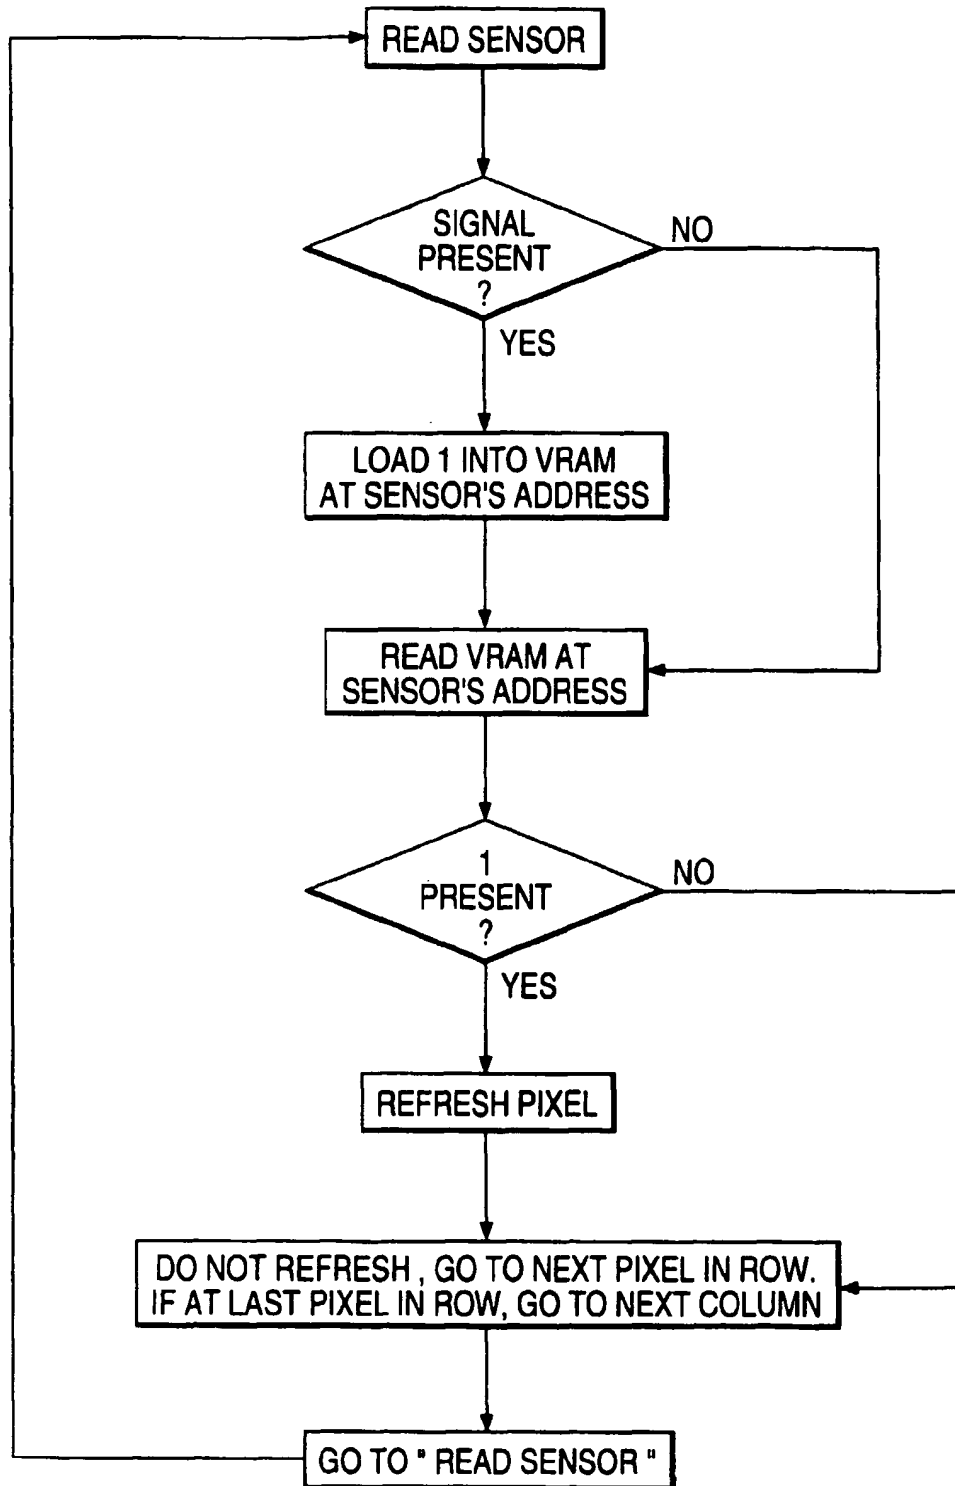 READ SENSOR
SIGNAL
PRESENT
?
NO
YES
LOAD 1 INTO VRAM
AT SENSOR'S ADDRESS
READ VRAM AT
SENSOR'S ADDRESS
1
PRESENT
?
NO
YES
REFRESH PIXEL
DO NOT REFRESH , GO TO NEXT PIXEL IN ROW.
IF AT LAST PIXEL IN ROW, GO TO NEXT COLUMN
GO TO " READ SENSOR "